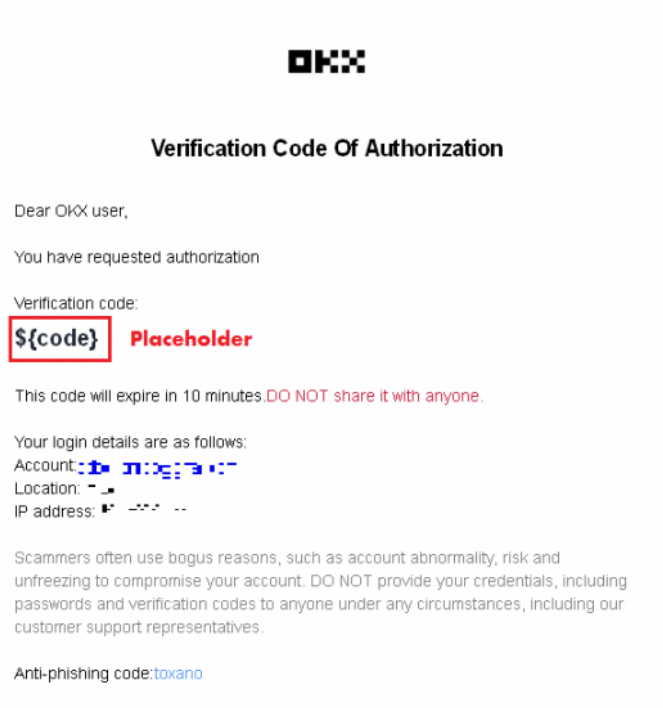 OKX
Verification Code Of Authorization
Dear OKX user,
You have requested authorization
Verification code:
${code} Placeholder
This code will expire in 10 minutes.DO NOT share it with anyone.
Your login details are as follows:
Account:
Location:
IP address:
Scammers often use bogus reasons, such as account abnormality, risk and
unfreezing to compromise your account. DO NOT provide your credentials, including
passwords and verification codes to anyone under any circumstances, including our
customer support representatives.
Anti-phishing code:toxano